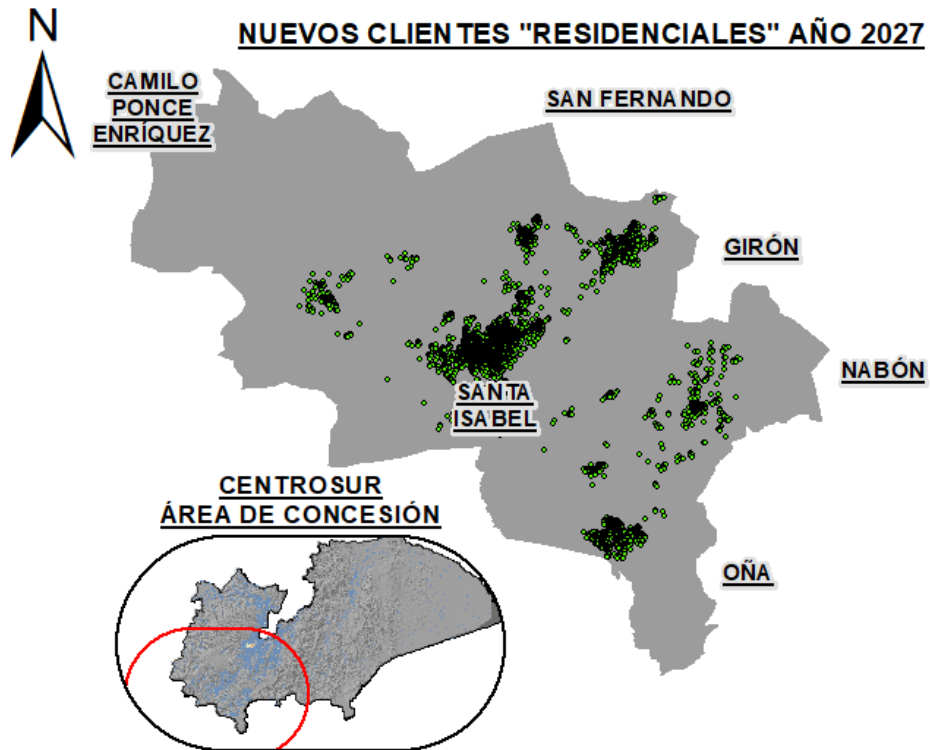 N
NUEVOS CLIENTES "RESIDENCIALES" AÑO 2027
CAMILO
PONCE
ENRÍQUEZ
SAN FERNANDO
GIRÓN
NABÓN
SANTA
ISABEL
CENTROSUR
ÁREA DE CONCESIÓN
OÑA